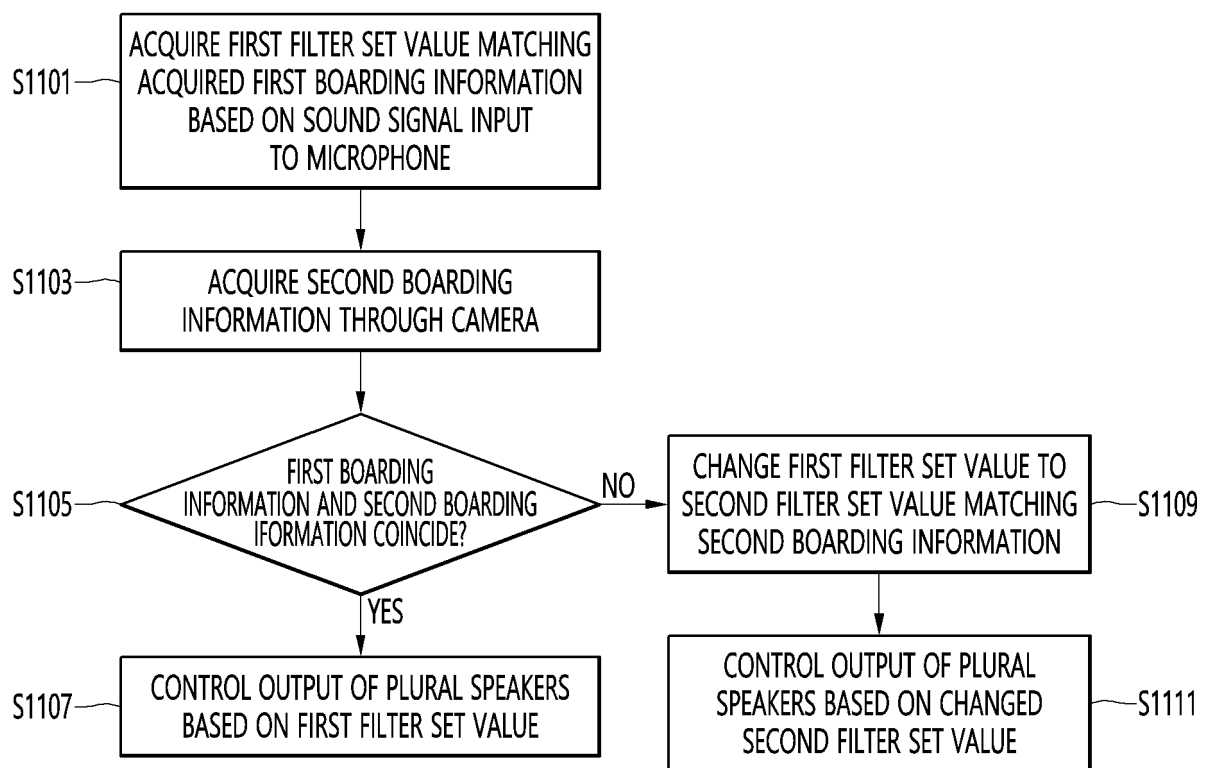 S1101
ACQUIRE FIRST FILTER SET VALUE MATCHING
ACQUIRED FIRST BOARDING INFORMATION
BASED ON SOUND SIGNAL INPUT
TO MICROPHONE
S1103
ACQUIRE SECOND BOARDING
INFORMATION THROUGH CAMERA
S1105
FIRST BOARDING
INFORMATION AND SECOND BOARDING
IFORMATION COINCIDE?
NO
CHANGE FIRST FILTER SET VALUE TO
SECOND FILTER SET VALUE MATCHING
SECOND BOARDING INFORMATION
S1109
YES
S1107
CONTROL OUTPUT OF PLURAL SPEAKERS
BASED ON FIRST FILTER SET VALUE
CONTROL OUTPUT OF PLURAL
SPEAKERS BASED ON CHANGED
SECOND FILTER SET VALUE
S1111